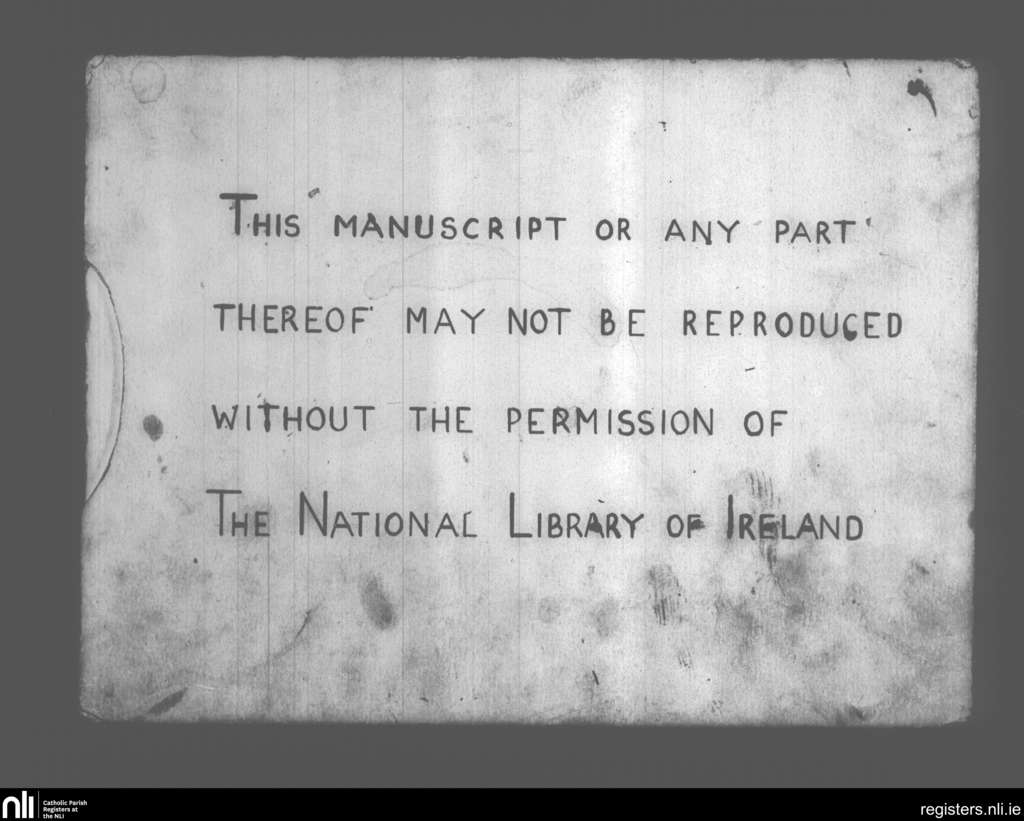 THIS MANUSCRIPT OR ANY PART
THEREOF MAY NOT BE REPRODUCED
WITHOUT THE PERMISSION OF
THE NATIONAL LIBRARY OF IRELAND
nli
Catholic Parish
Registers at
the NLI
registers.nli.ie